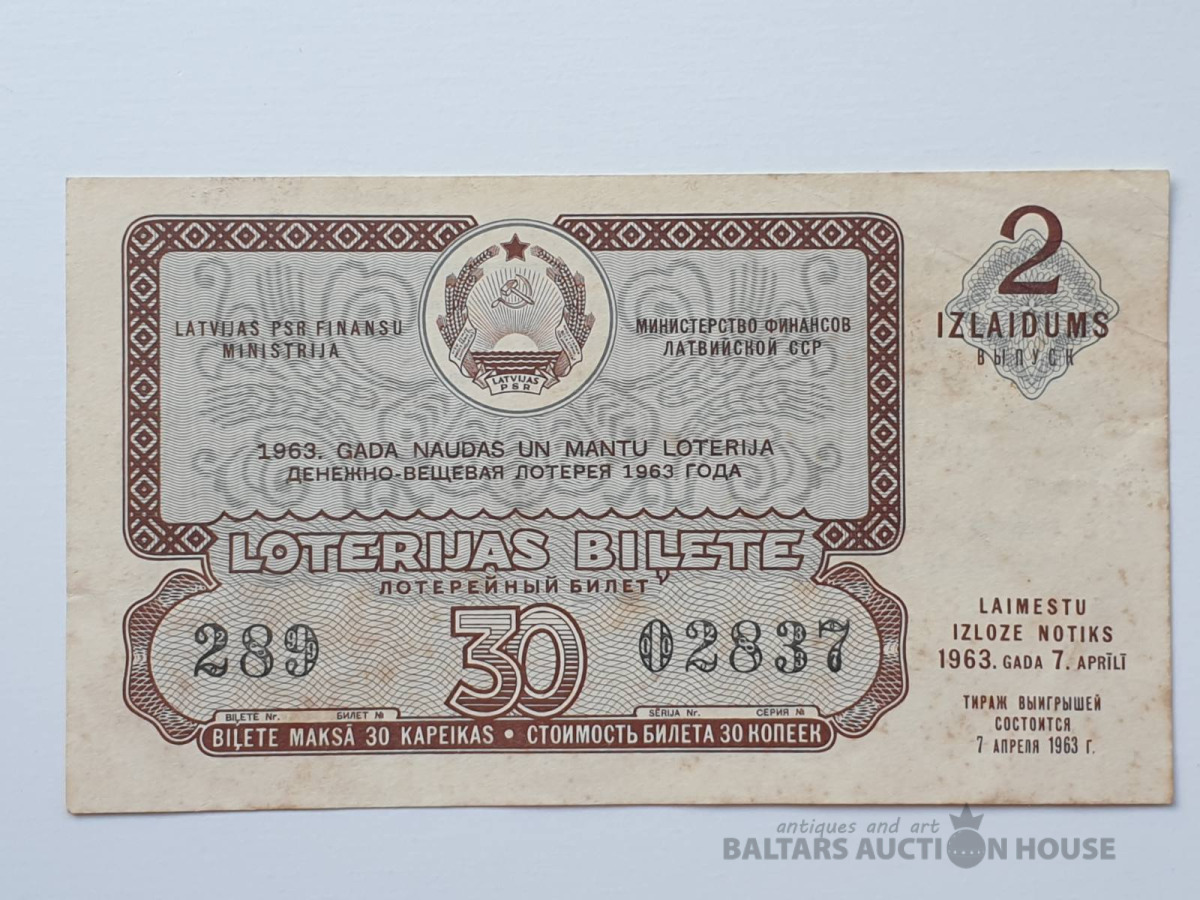 2
IZLAIDUMS
ВЫПУСК
LATVIJAS PSR FINANSU
MINISTRIJA
МИНИСТЕРСТВО ФИНАНСОВ
ЛАТВИЙСКОЙ ССР
LATVIJAS
PSR
1963. GADA NAUDAS UN MANTU LOTERIJA
ДЕНЕЖНО-ВЕЩЕВАЯ ЛОТЕРЕЯ 1963 ГОДА
LOTERIJAS BIĻETE
ЛОТЕРЕЙНЫЙ БИЛЕТ
289
30
02837
BIĻETE Nr. БИЛЕТ №
SĒRIJA Nr. СЕРИЯ №
BIĻETE MAKSĀ 30 KAPEIKAS • СТОИМОСТЬ БИЛЕТА 30 КОПЕЕК
LAIMESTU
IZLOZE NOTIKS
1963. GADA 7. APRĪLĪ
ТИРАЖ ВЫИГРЫШЕЙ
СОСТОИТСЯ
7 АПРЕЛЯ 1963 Г.
antiques and art
BALTARS AUCTION HOUSE